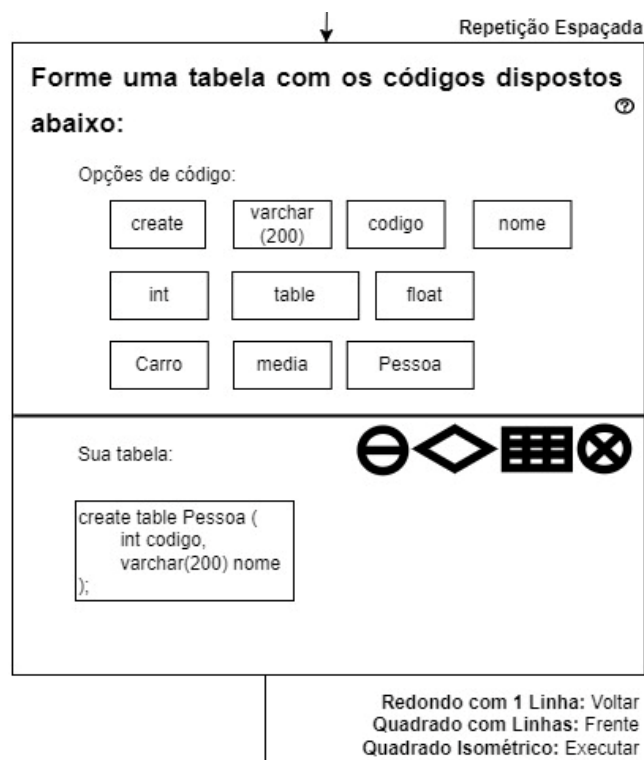 Repetição Espaçada
Forme uma tabela com os códigos dispostos
abaixo:
?
Opções de código:
create
varchar
(200)
codigo
nome
int
table
float
Carro
media
Pessoa
Sua tabela:
create table Pessoa (
int codigo,
varchar(200) nome
);
Redondo com 1 Linha: Voltar
Quadrado com Linhas: Frente
Quadrado Isométrico: Executar